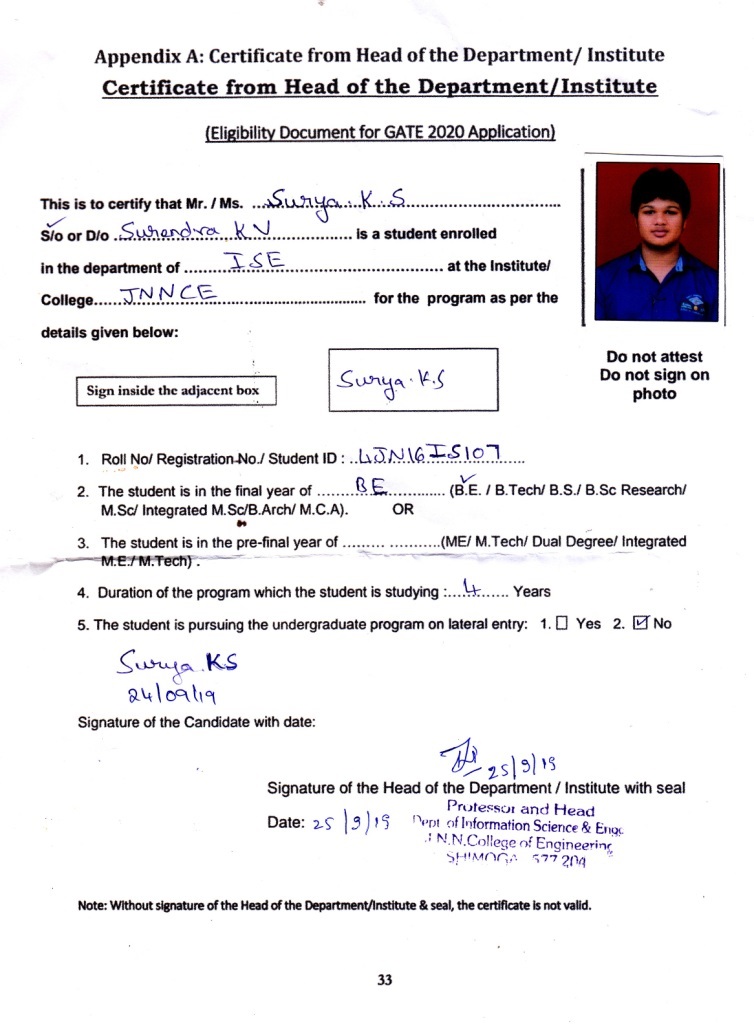 Appendix A: Certificate from Head of the Department/ Institute
Certificate from Head of the Department/Institute
(Eligibility Document for GATE 2020 Application)
This is to certify that Mr. / Ms. ...Surya. K. S..............................
S/o or D/o .Surendra. K V.................. is a student enrolled
in the department of ..........ISE.................................. at the Institute/
College......JNNCE................................. for the program as per the
details given below:
Do not attest
Do not sign on
photo
Sign inside the adjacent box
Surya. K.S
1. Roll No/ Registration No./ Student ID : ..4JN16IS107......
2. The student is in the final year of .........BE............. (B.E. / B.Tech/ B.S./ B.Sc Research/
M.Sc/ Integrated M.Sc/B.Arch/ M.C.A). OR
3. The student is in the pre-final year of ......... ...........(ME/ M.Tech/ Dual Degree/ Integrated
M.E./ M.Tech) .
4. Duration of the program which the student is studying :....4....... Years
5. The student is pursuing the undergraduate program on lateral entry: 1. ☐ Yes 2. ☑ No
Surya. KS
24/09/19
Signature of the Candidate with date:
25/9/19
Signature of the Head of the Department / Institute with seal
Professor and Head
Date: 25/9/19
Dept of Information Science & Engg.
J.N.N.College of Engineering
SHIMOGA 577 204
Note: Without signature of the Head of the Department/Institute & seal, the certificate is not valid.
33